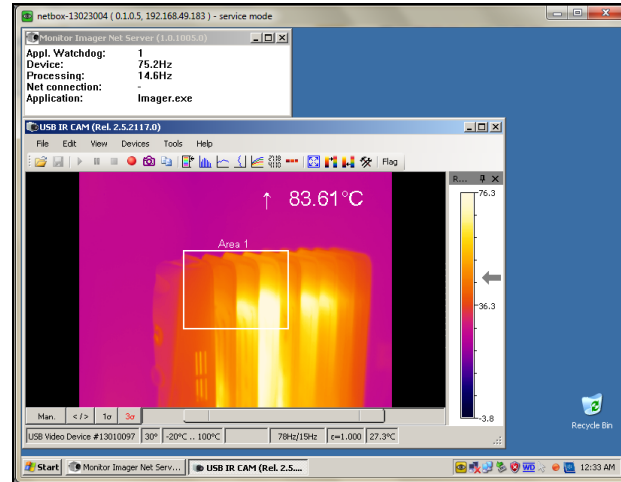 netbox-13023004 ( 0.1.0.5, 192.168.49.183 ) - service mode
Monitor Imager Net Server (1.0.1005.0)
Appl. Watchdog: 1
Device: 75.2Hz
Processing: 14.6Hz
Net connection: -
Application: Imager.exe
USB IR CAM (Rel. 2.5.2117.0)
File Edit View Devices Tools Help
Flag
R...
↑ 83.61°C
76.3
Area 1
36.3
-3.8
Man. </> 1σ 3σ
USB Video Device #13010097 30° -20°C .. 100°C 78Hz/15Hz ε=1.000 27.3°C
Recycle Bin
Start Monitor Imager Net Serv... USB IR CAM (Rel. 2.5.... WD 12:33 AM